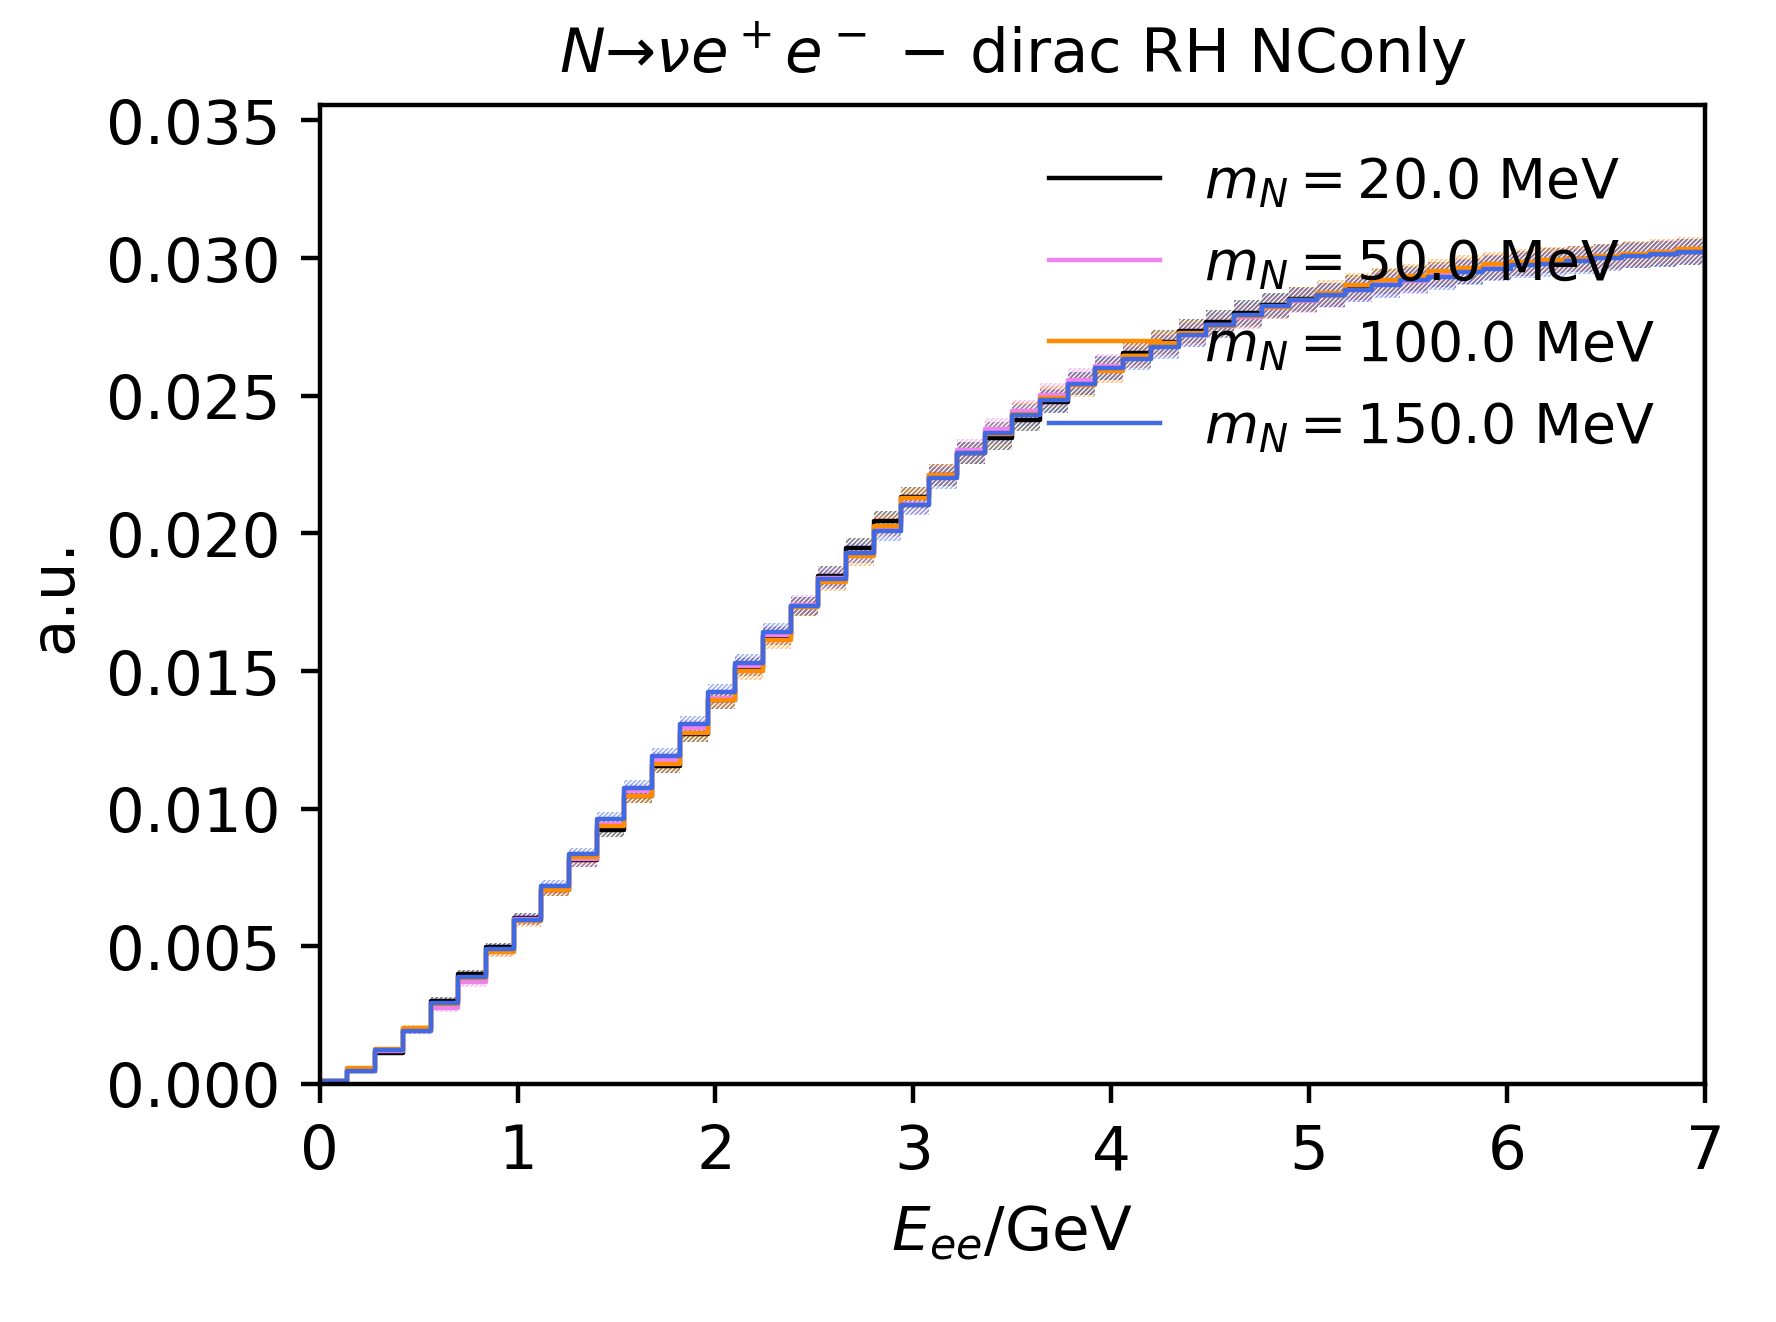 N→νe⁺e⁻ − dirac RH NConly
0.035
0.030
0.025
0.020
0.015
0.010
0.005
0.000
a.u.
m_N = 20.0 MeV
m_N = 50.0 MeV
m_N = 100.0 MeV
m_N = 150.0 MeV
0 1 2 3 4 5 6 7
E_ee/GeV